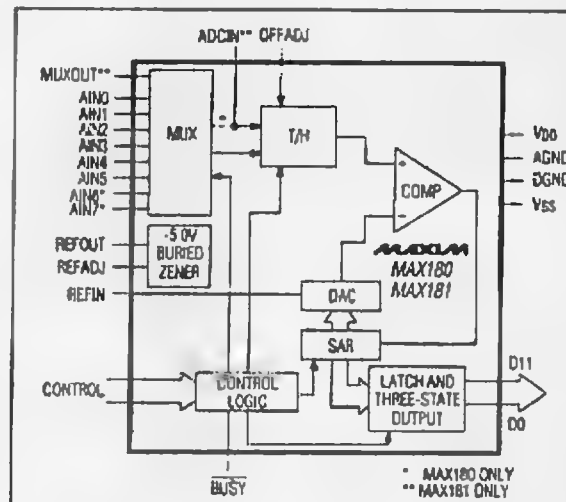 ADCIN** OFFADJ
MUXOUT**
AIN0
AIN1
AIN2
AIN3
AIN4
AIN5
AIN6*
AIN7*
MUX
*
T/H
VDD
AGND
DGND
VSS
+
COMP
-
REFOUT
REFADJ
-5.0V
BURIED
ZENER
MAXIM
MAX180
MAX181
REFIN
DAC
SAR
CONTROL
CONTROL
LOGIC
LATCH AND
THREE-STATE
OUTPUT
D11
D0
BUSY
* MAX180 ONLY
** MAX181 ONLY